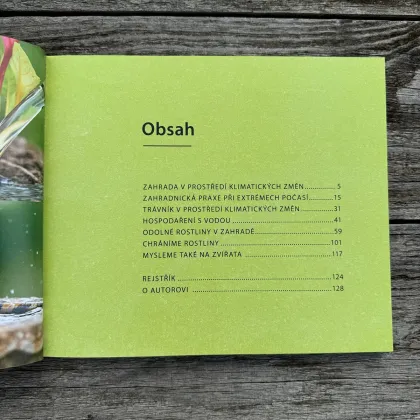 Obsah
ZAHRADA V PROSTŘEDÍ KLIMATICKÝCH ZMĚN.............. 5
ZAHRADNICKÁ PRAXE PŘI EXTREMECH POČASÍ............15
TRÁVNÍK V PROSTŘEDÍ KLIMATICKÝCH ZMĚN...............31
HOSPODAŘENÍ S VODOU ........................................41
ODOLNÉ ROSTLINY V ZAHRADĚ................................59
CHRÁNÍME ROSTLINY ............................................101
MYSLEME TAKÉ NA ZVÍŘATA ...................................117
REJSTŘÍK ............................................................124
O AUTOROVI .......................................................128